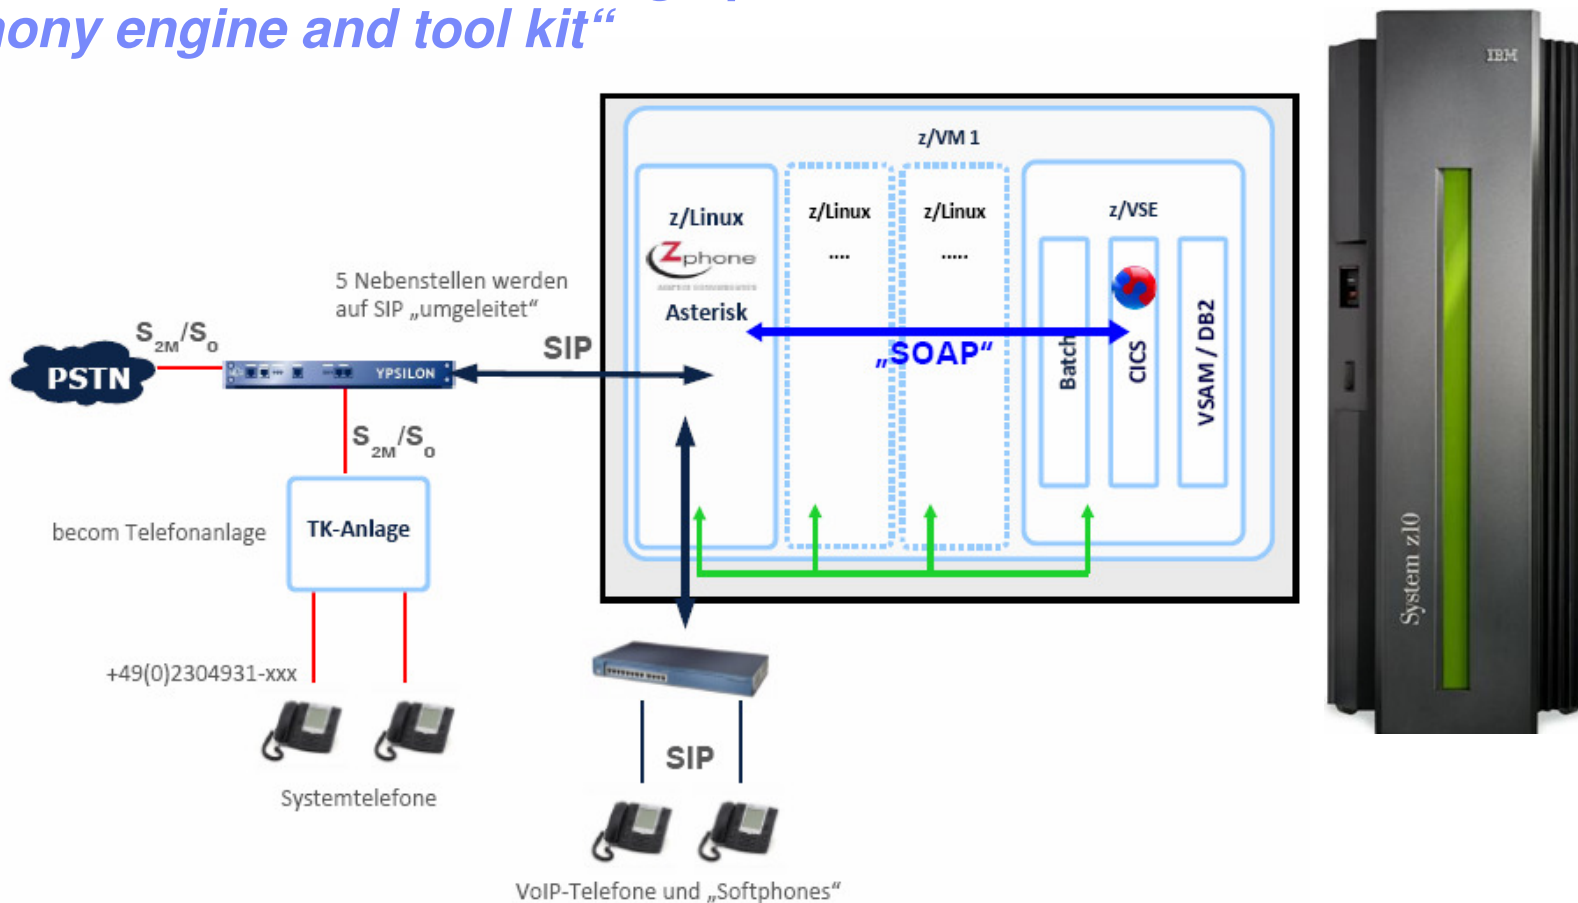 ony engine and tool kit“
IBM
z/VM 1
z/Linux
Zphone
Asterisk
z/Linux
....
z/Linux
.....
z/VSE
Batch
CICS
VSAM / DB2
„SOAP“
5 Nebenstellen werden
auf SIP „umgeleitet“
S2M/S0
SIP
PSTN
YPSILON
S2M/S0
becom Telefonanlage
TK-Anlage
+49(0)2304931-xxx
Systemtelefone
SIP
VoIP-Telefone und „Softphones“
System z10